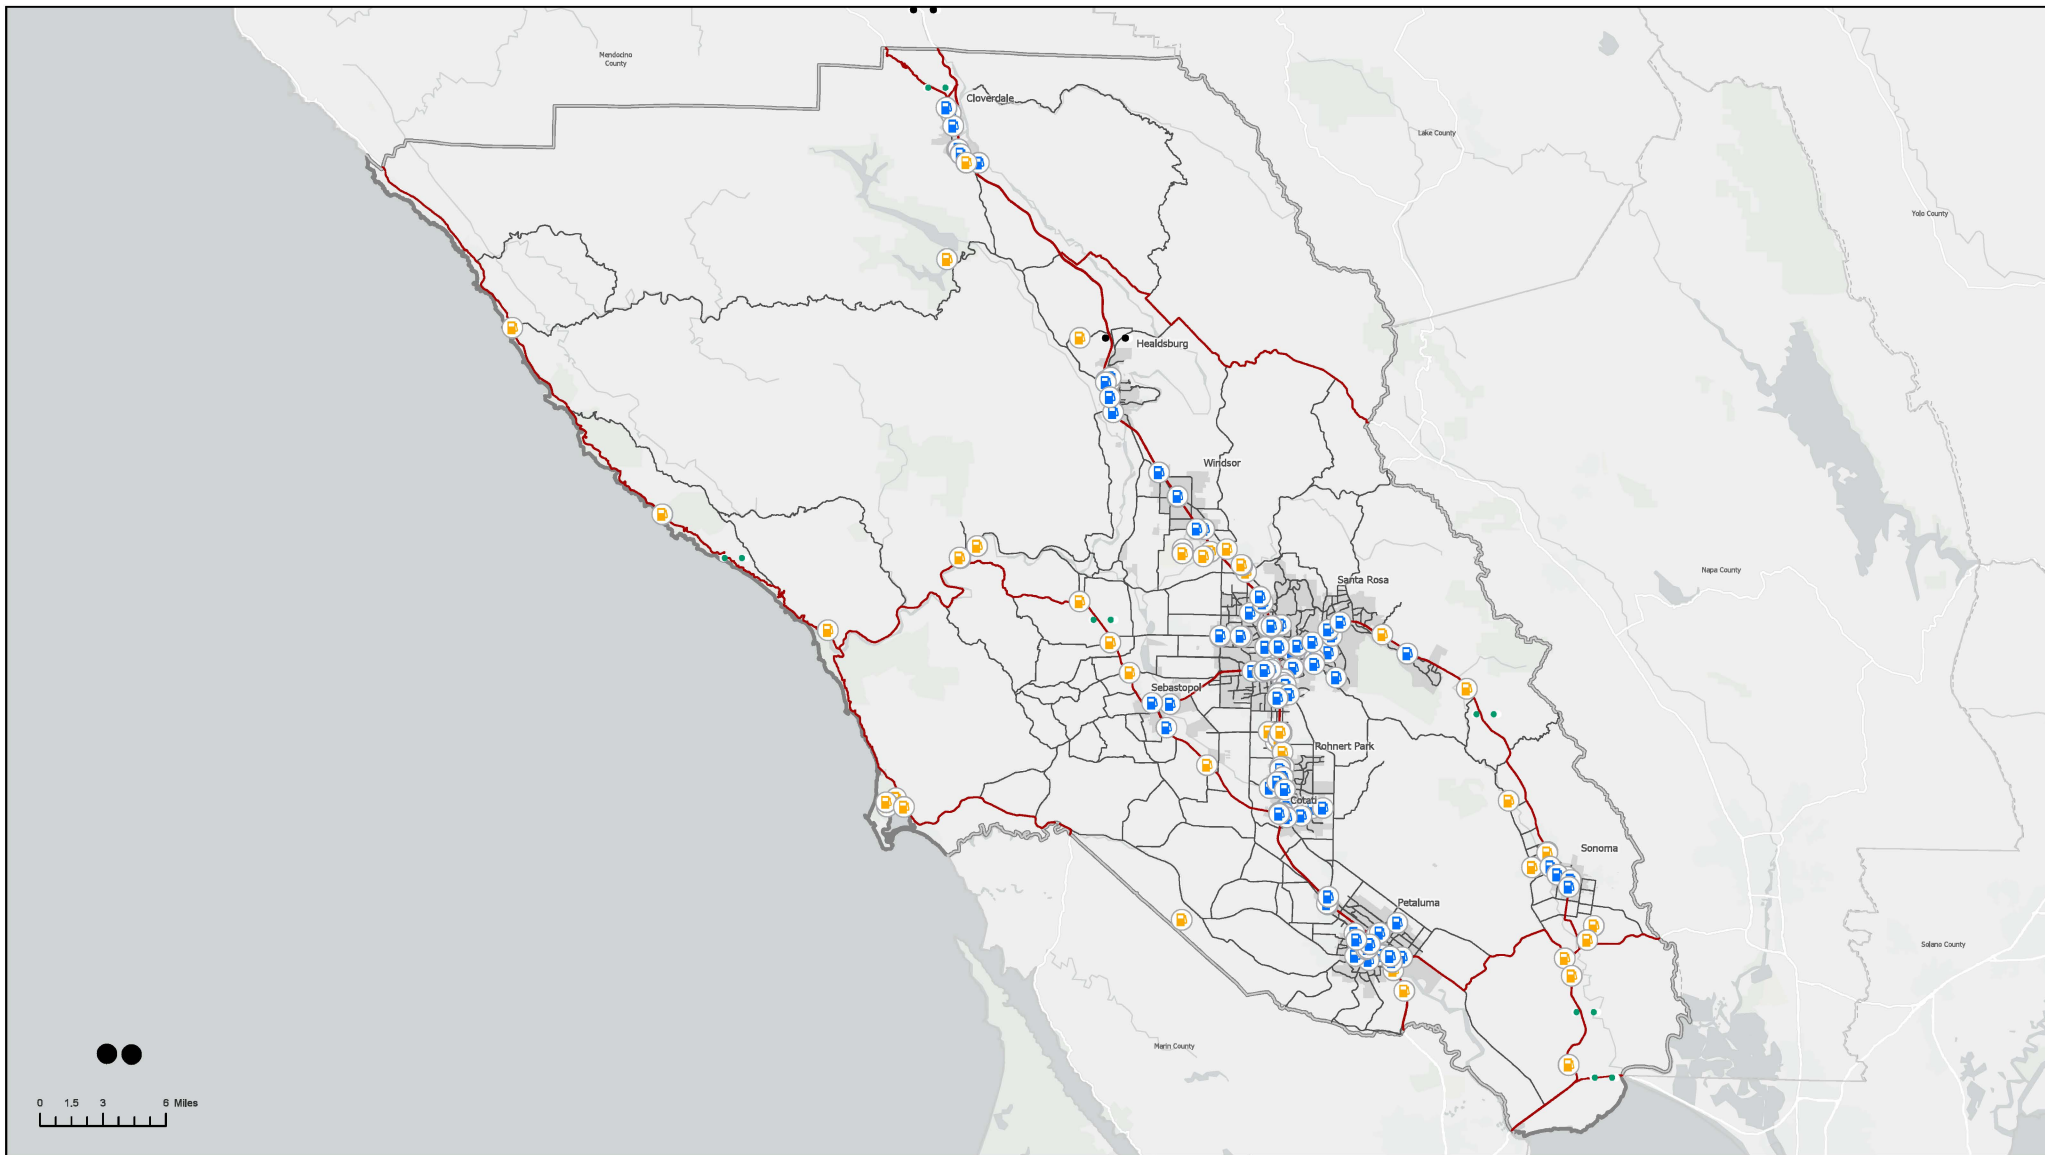 Mendocino
County
Cloverdale
Lake County
Yolo County
Healdsburg
Windsor
Napa County
Santa Rosa
Sebastopol
Rohnert Park
Cotati
Sonoma
Petaluma
Solano County
Marin County
0 1.5 3 6 Miles